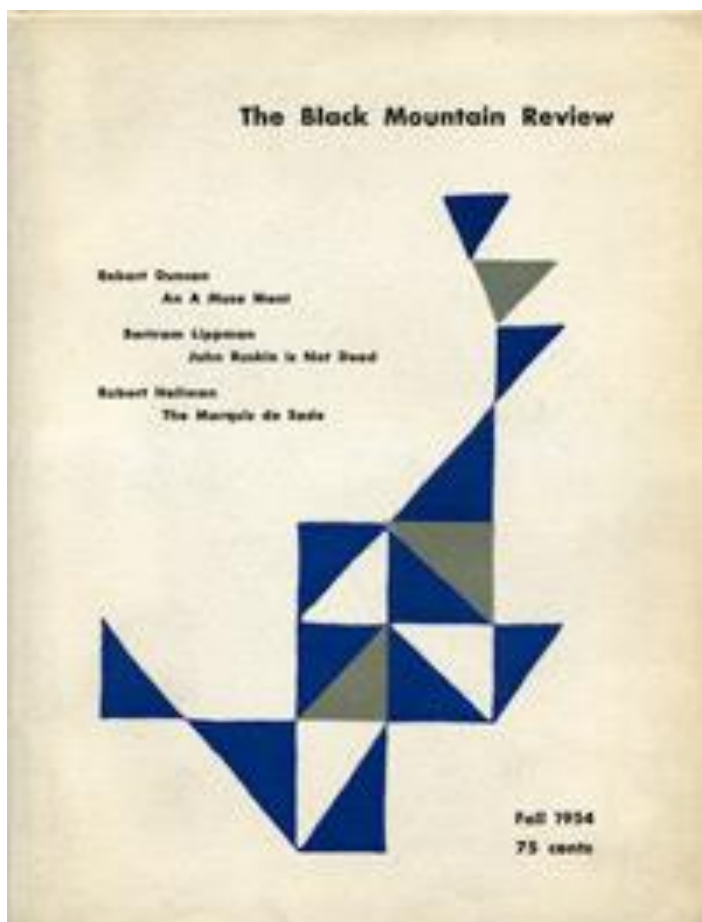 The Black Mountain Review
Robert Duncan
An A Muse Ment
Bertram Lippman
John Ruskin is Not Dead
Robert Hellman
The Marquis de Sade
Fall 1954
75 cents